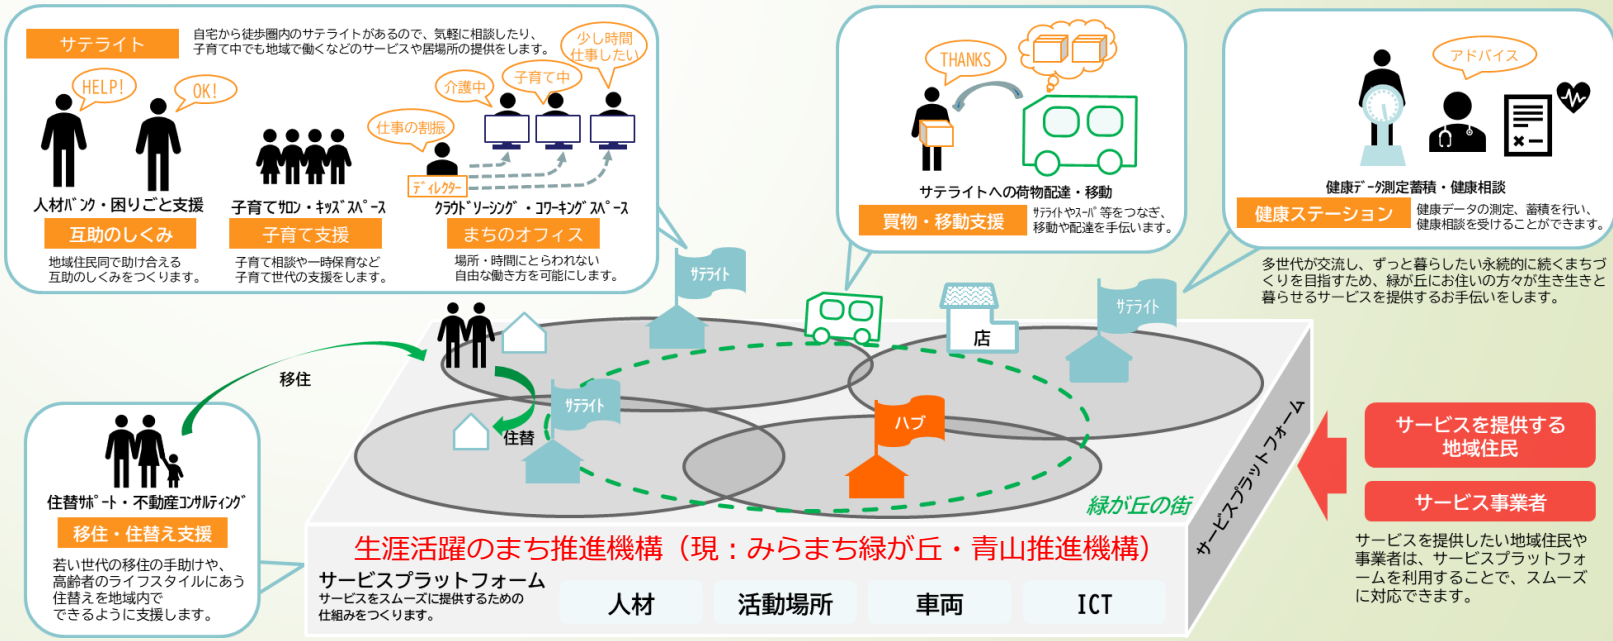 サテライト
自宅から徒歩圏内のサテライトがあるので、気軽に相談したり、
子育て中でも地域で働くなどのサービスや居場所の提供をします。
HELP!
OK!
仕事の割振
介護中
子育て中
少し時間
仕事したい
ディレクター
人材バンク・困りごと支援
互助のしくみ
地域住民同で助け合える
互助のしくみをつくります。
子育てサロン・キッズスペース
子育て支援
子育て相談や一時保育など
子育て世代の支援をします。
クラウドソーシング・コワーキングスペース
まちのオフィス
場所・時間にとらわれない
自由な働き方を可能にします。
THANKS
サテライトへの荷物配達・移動
買物・移動支援
サテライトやスーパ等をつなぎ、
移動や配達を手伝います。
アドバイス
健康データ測定蓄積・健康相談
健康ステーション
健康データの測定、蓄積を行い、
健康相談を受けることができます。
多世代が交流し、ずっと暮らしたい永続的に続くまちづ
くりを目指すため、緑が丘にお住いの方々が生き生きと
暮らせるサービスを提供するお手伝いをします。
サテライト
サテライト
店
移住
サテライト
住替
ハブ
緑が丘の街
サービスプラットフォーム
住替サポート・不動産コンサルティング
移住・住替え支援
若い世代の移住の手助けや、
高齢者のライフスタイルにあう
住替えを地域内で
できるように支援します。
生涯活躍のまち推進機構（現：みらまち緑が丘・青山推進機構）
サービスプラットフォーム
サービスをスムーズに提供するための
仕組みをつくります。
人材
活動場所
車両
ICT
サービスを提供する
地域住民
サービス事業者
サービスを提供したい地域住民や
事業者は、サービスプラットフォ
ームを利用することで、スムーズ
に対応できます。